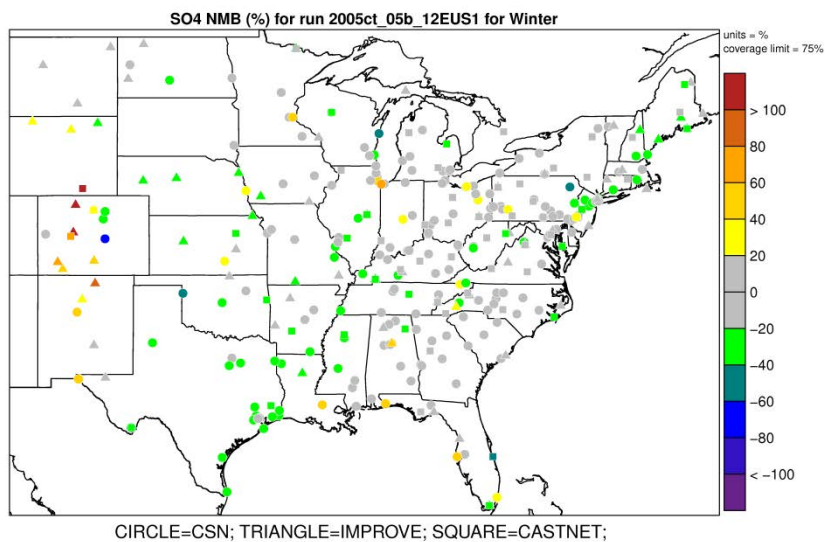 SO4 NMB (%) for run 2005ct_05b_12EUS1 for Winter
units = %
coverage limit = 75%
> 100
80
60
40
20
0
−20
−40
−60
−80
< −100
CIRCLE=CSN; TRIANGLE=IMPROVE; SQUARE=CASTNET;